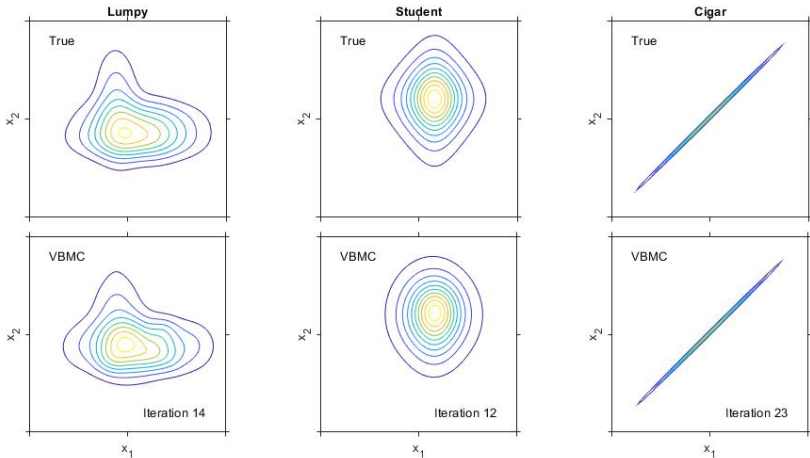 Lumpy
Student
Cigar
True
True
True
x2
x2
x2
VBMC
VBMC
VBMC
x2
x2
x2
Iteration 14
Iteration 12
Iteration 23
x1
x1
x1